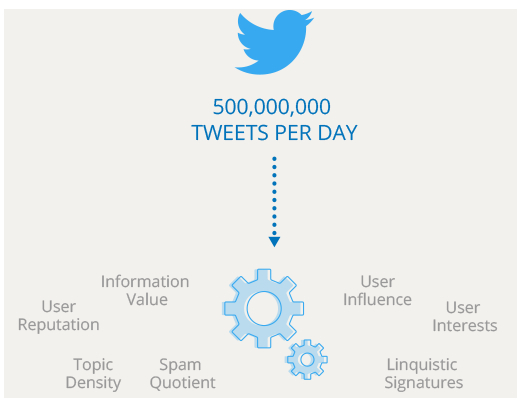 500,000,000
TWEETS PER DAY
Information
Value
User
Influence
User
Reputation
User
Interests
Topic
Density
Spam
Quotient
Linquistic
Signatures